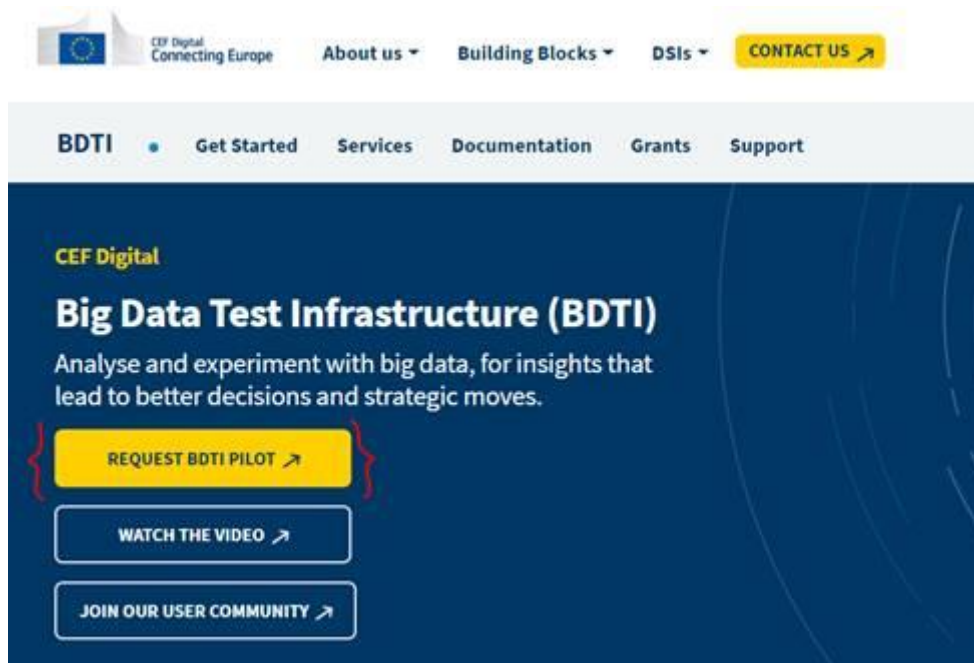 CEF Digital
Connecting Europe
About us
Building Blocks
DSIs
CONTACT US
BDTI
Get Started
Services
Documentation
Grants
Support
CEF Digital
Big Data Test Infrastructure (BDTI)
Analyse and experiment with big data, for insights that
lead to better decisions and strategic moves.
REQUEST BDTI PILOT
WATCH THE VIDEO
JOIN OUR USER COMMUNITY